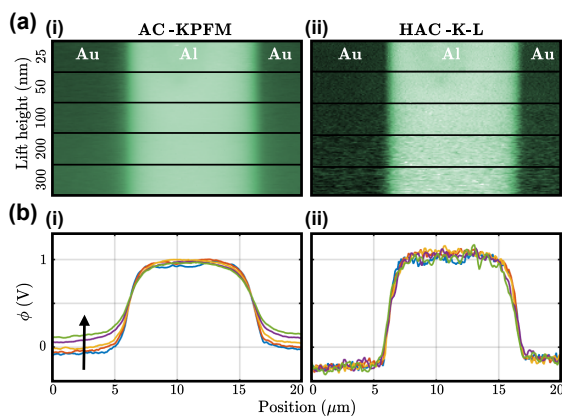 (a) (i) AC-KPFM (ii) HAC-K-L
Au Al Au Au Al Au
Lift height (nm)
25
50
100
200
300
(b) (i) (ii)
ϕ (V)
1
0
0 5 10 15 20 0 5 10 15 20
Position (μm)